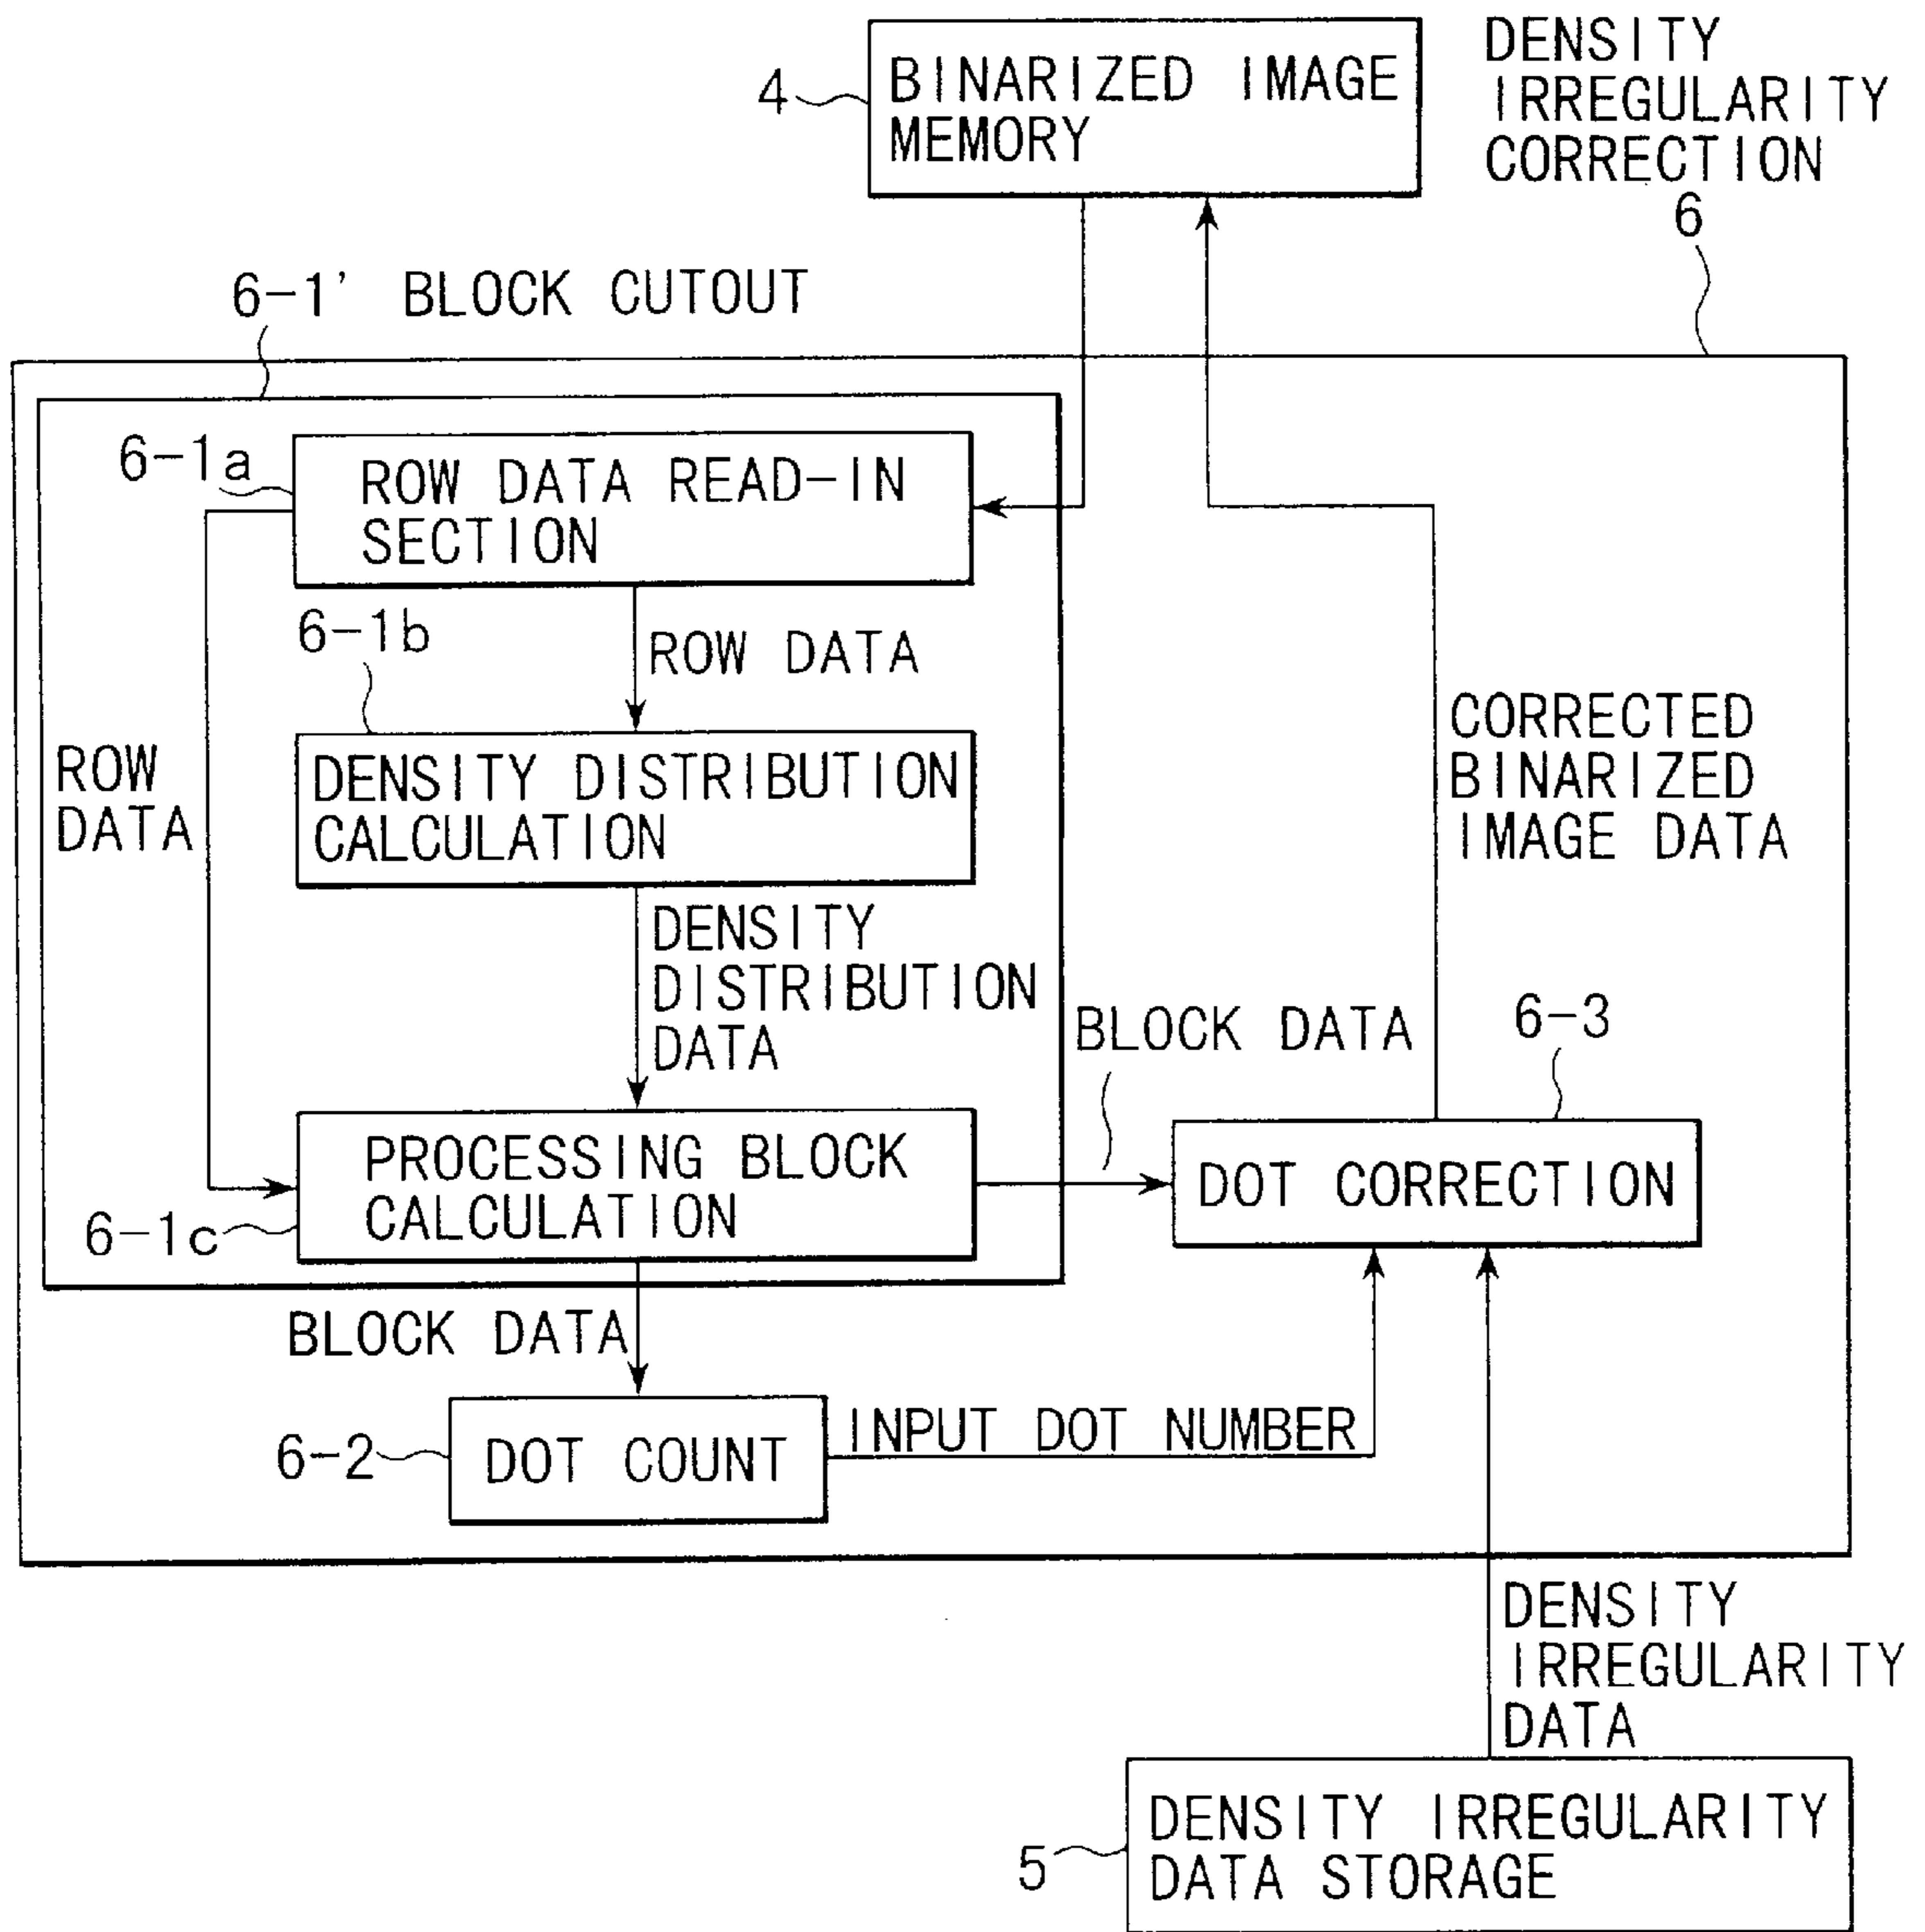 4
BINARIZED IMAGE
MEMORY
DENSITY
IRREGULARITY
CORRECTION
6
6-1' BLOCK CUTOUT
6-1a
ROW DATA READ-IN
SECTION
6-1b
ROW DATA
ROW
DATA
DENSITY DISTRIBUTION
CALCULATION
CORRECTED
BINARIZED
IMAGE DATA
DENSITY
DISTRIBUTION
DATA
BLOCK DATA
6-3
PROCESSING BLOCK
CALCULATION
6-1c
DOT CORRECTION
BLOCK DATA
6-2
DOT COUNT
INPUT DOT NUMBER
DENSITY
IRREGULARITY
DATA
5
DENSITY IRREGULARITY
DATA STORAGE